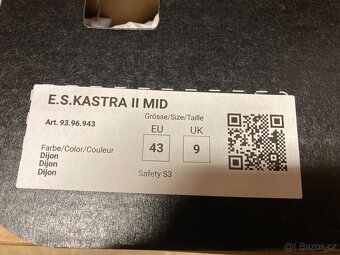 E.S.KASTRA II MID
Art. 93.96.943
Grösse/Size/Taille
EU UK
43 9
Farbe/Color/Couleur
Dijon
Dijon
Dijon
Safety S3
Sbazar.cz